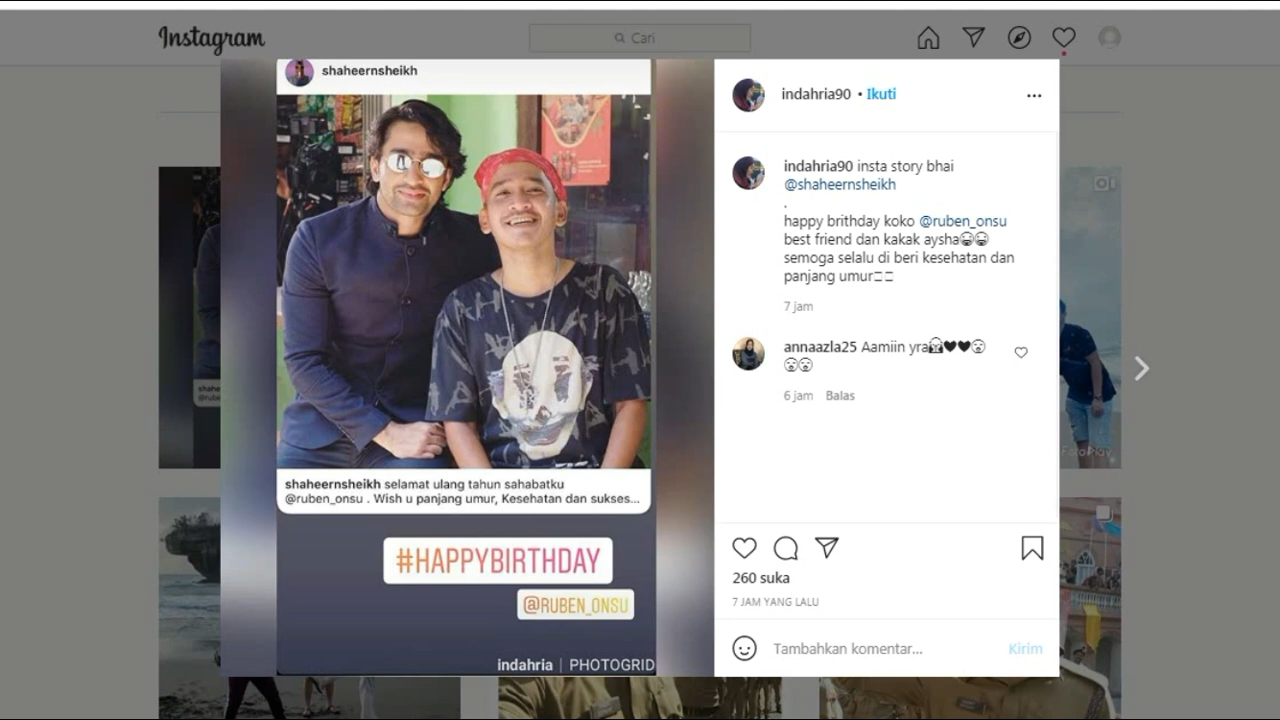 Instagram
Cari
shaheernsheikh
shaheernsheikh selamat ulang tahun sahabatku
@ruben_onsu . Wish u panjang umur, Kesehatan dan sukses...
#HAPPYBIRTHDAY
@RUBEN_ONSU
indahria | PHOTOGRID
indahria90 • Ikuti
indahria90 insta story bhai
@shaheernsheikh
.
happy brithday koko @ruben_onsu
best friend dan kakak aysha😂😂
semoga selalu di beri kesehatan dan
panjang umur
7 jam
annaazla25 Aamiin yra
6 jam Balas
260 suka
7 JAM YANG LALU
Tambahkan komentar...
Kirim
FotoPlay